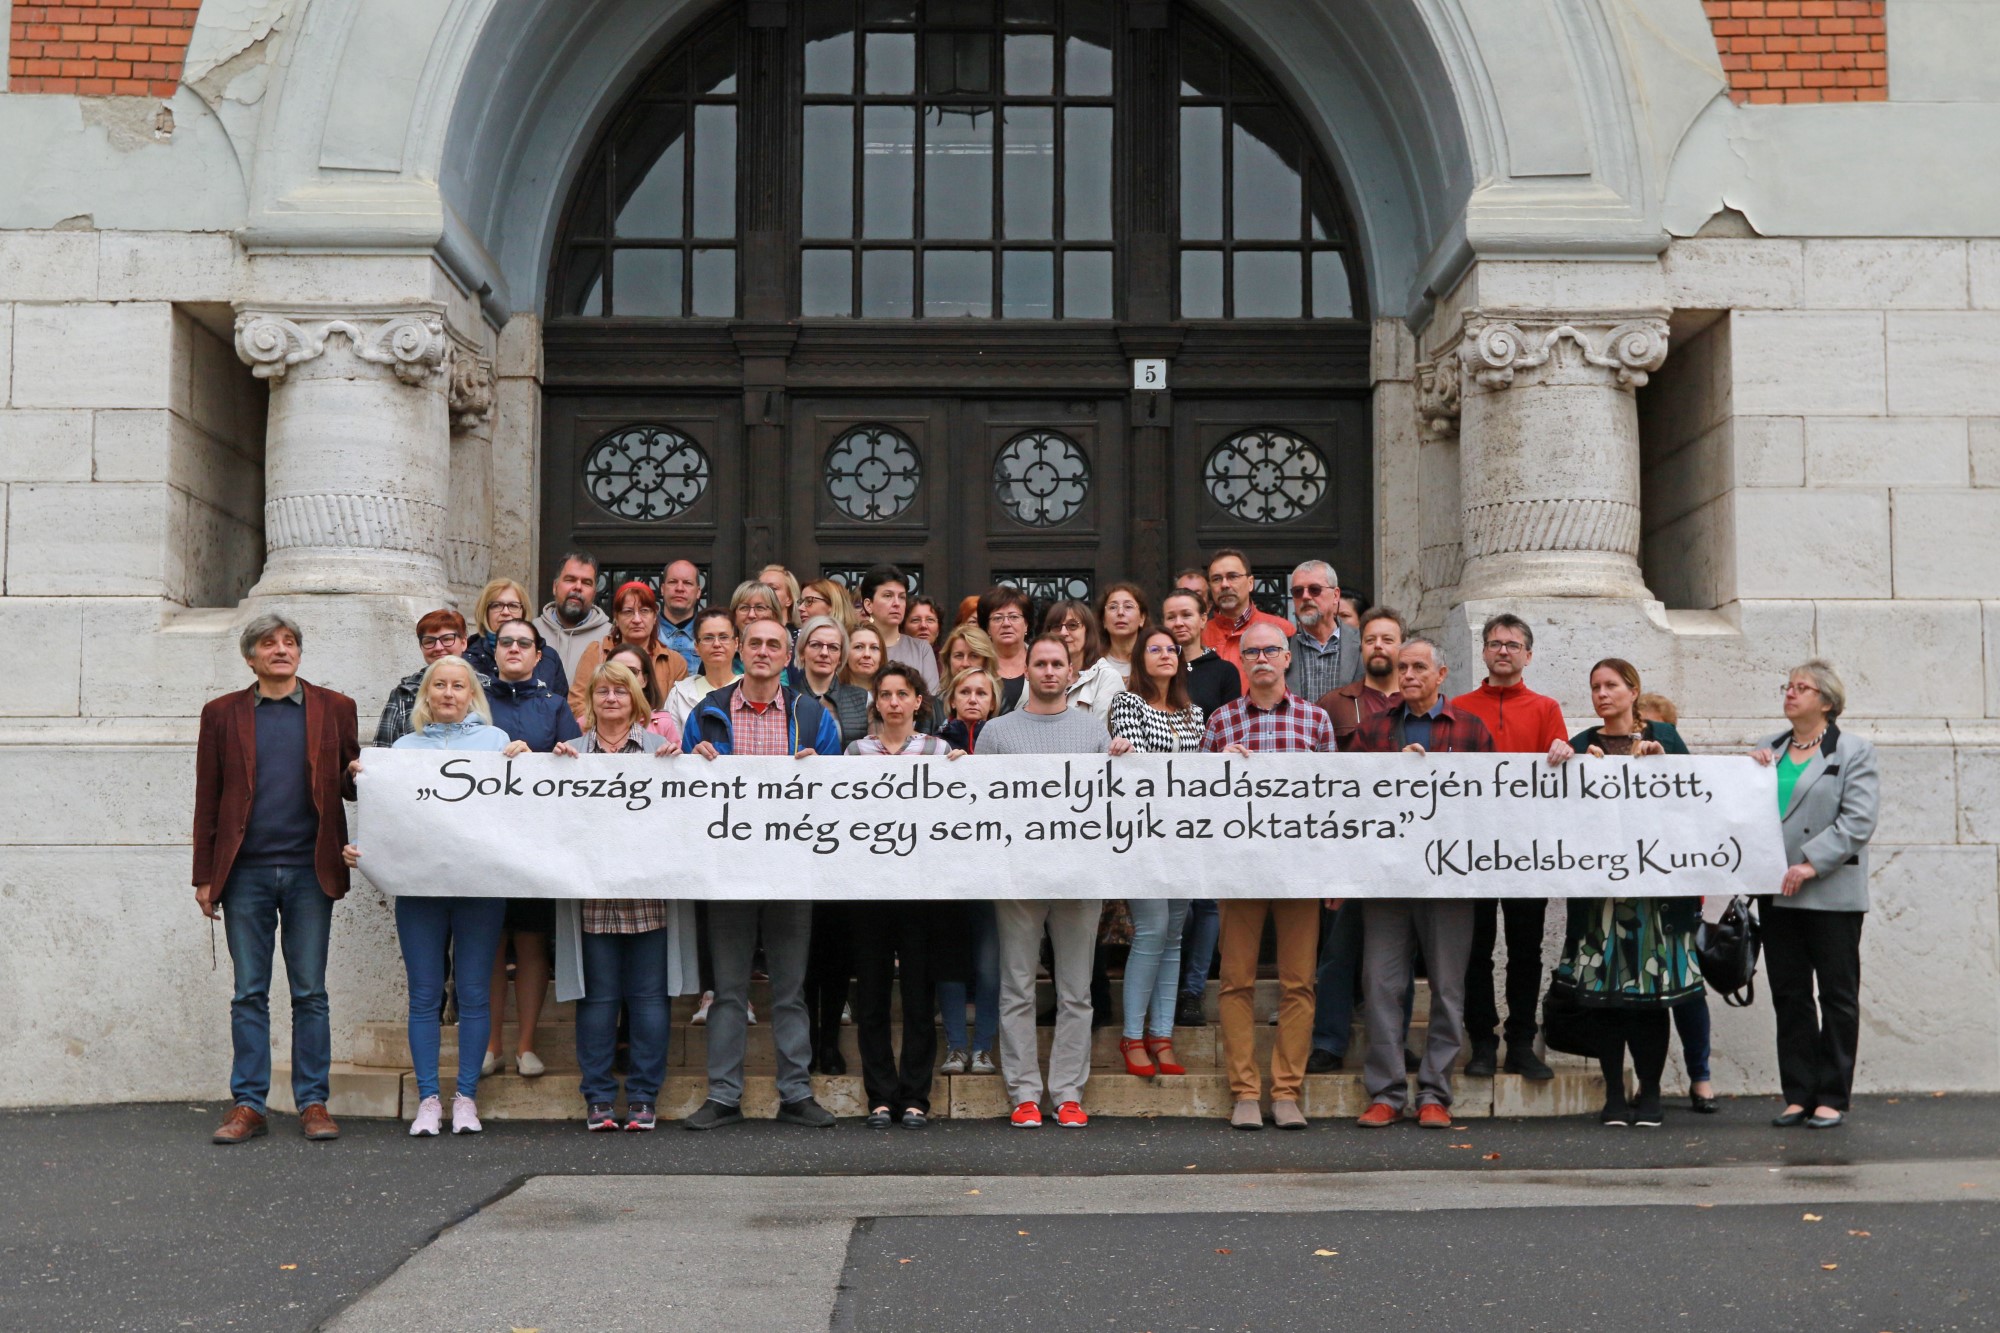 5
„Sok ország ment már csődbe, amelyik a hadászatra erején felül költött,
de még egy sem, amelyik az oktatásra.”
(Klebelsberg Kunó)